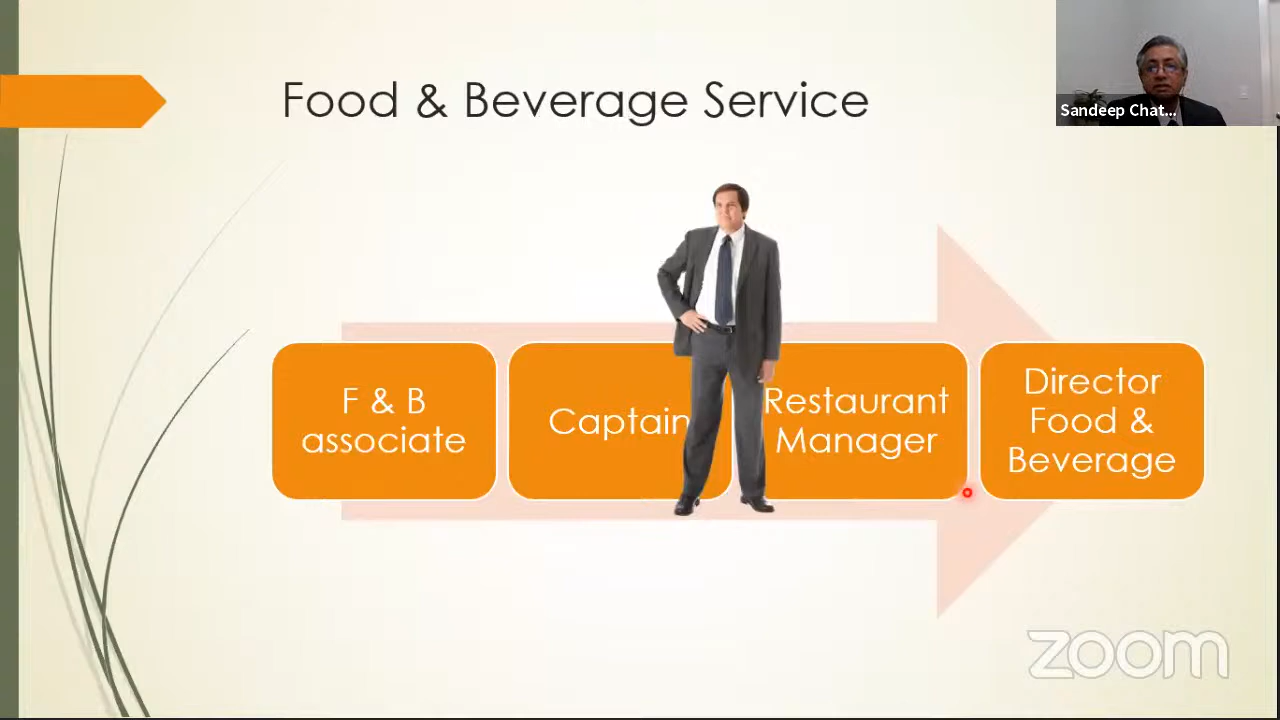 Food & Beverage Service
Sandeep Chat...
F & B
associate
Captain
Restaurant
Manager
Director
Food &
Beverage
zoom